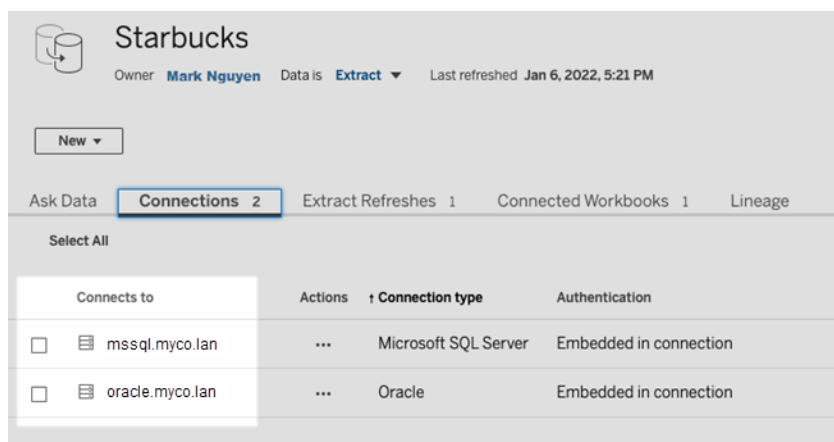 Starbucks
Owner Mark Nguyen Data is Extract Last refreshed Jan 6, 2022, 5:21 PM
New
Ask Data Connections 2 Extract Refreshes 1 Connected Workbooks 1 Lineage
Select All
Connects to Actions ↑ Connection type Authentication
mssql.myco.lan ••• Microsoft SQL Server Embedded in connection
oracle.myco.lan ••• Oracle Embedded in connection